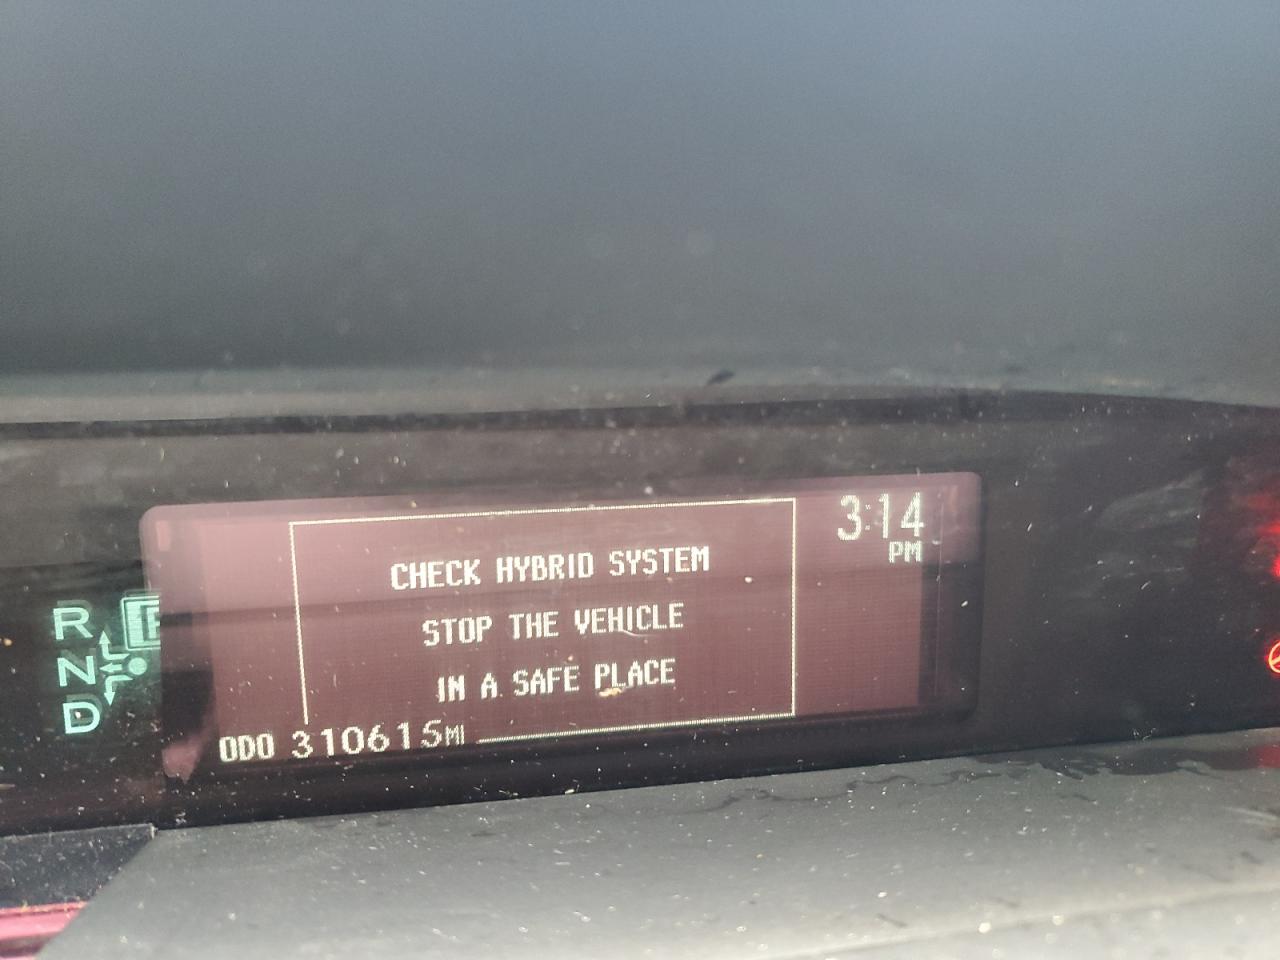 3:14
PM
CHECK HYBRID SYSTEM
STOP THE VEHICLE
IN A SAFE PLACE
R
N
D
ODO 310615MI